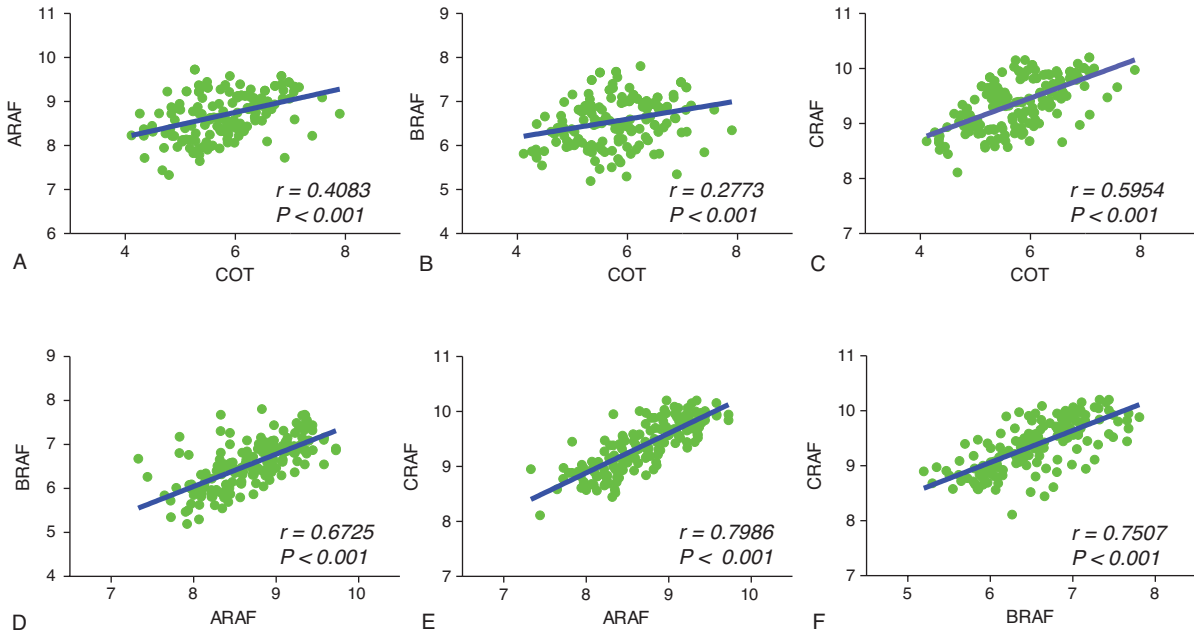 11
10
9
8
7
6
ARAF
4
6
8
COT
r = 0.4083
P < 0.001
A
9
8
7
6
5
4
BRAF
4
6
8
COT
r = 0.2773
P < 0.001
B
11
10
9
8
7
CRAF
4
6
8
COT
r = 0.5954
P < 0.001
C
9
8
7
6
5
4
BRAF
7
8
9
10
ARAF
r = 0.6725
P < 0.001
D
11
10
9
8
7
CRAF
7
8
9
10
ARAF
r = 0.7986
P < 0.001
E
11
10
9
8
7
CRAF
5
6
7
8
BRAF
r = 0.7507
P < 0.001
F